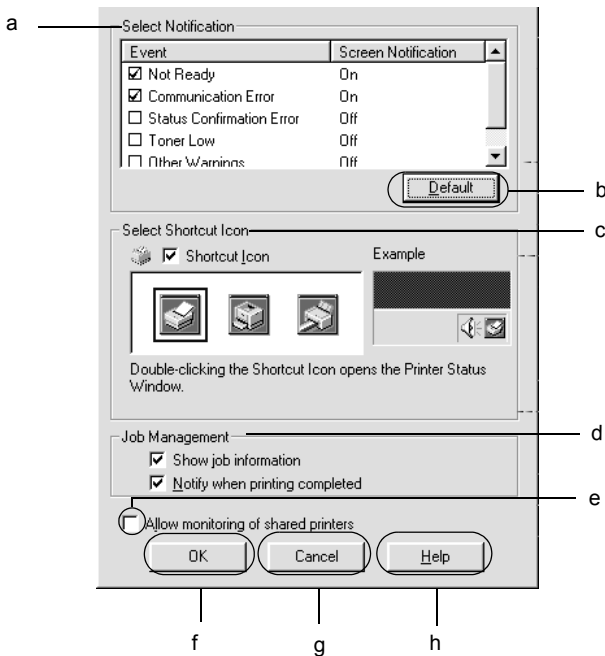 a
Select Notification
Event Screen Notification
Not Ready On
Communication Error On
Status Confirmation Error Off
Toner Low Off
Other Warnings Off
Default
b
Select Shortcut Icon
c
Shortcut Icon
Example
Double-clicking the Shortcut Icon opens the Printer Status
Window.
Job Management
d
Show job information
Notify when printing completed
e
Allow monitoring of shared printers
OK Cancel Help
f g h